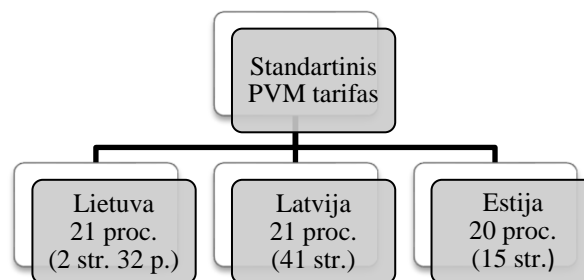 Standartinis
PVM tarifas
Lietuva
21 proc.
(2 str. 32 p.)
Latvija
21 proc.
(41 str.)
Estija
20 proc.
(15 str.)